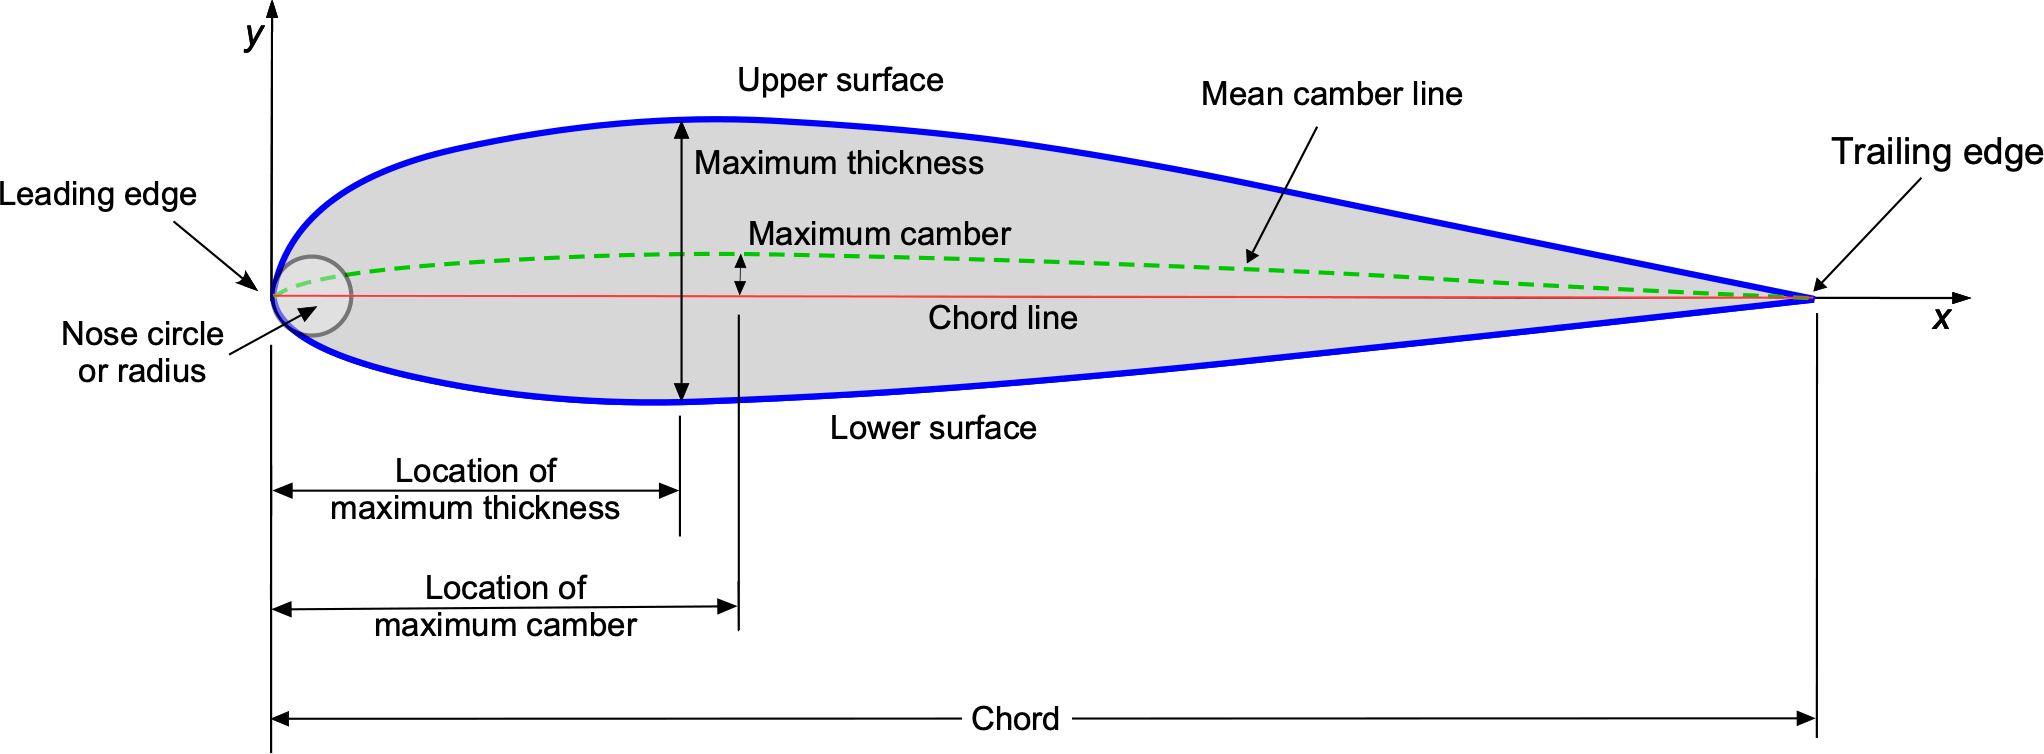 y
Upper surface
Mean camber line
Maximum thickness
Trailing edge
Leading edge
Maximum camber
Chord line
x
Nose circle
or radius
Lower surface
Location of
maximum thickness
Location of
maximum camber
Chord